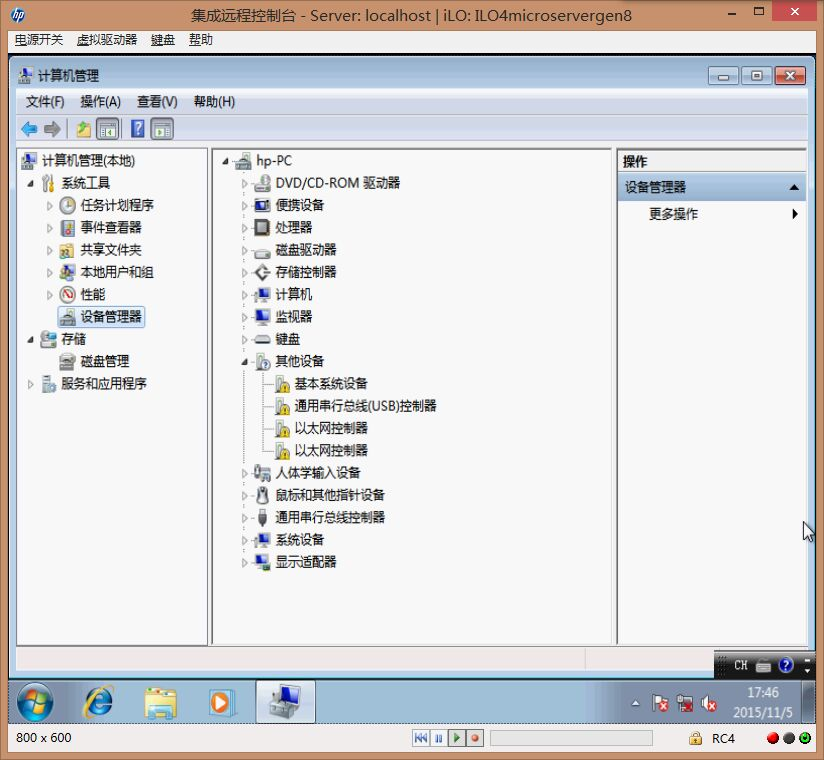 集成远程控制台 - Server: localhost | iLO: ILO4microservergen8
电源开关 虚拟驱动器 键盘 帮助
计算机管理
文件(F) 操作(A) 查看(V) 帮助(H)
计算机管理(本地)
系统工具
任务计划程序
事件查看器
共享文件夹
本地用户和组
性能
设备管理器
存储
磁盘管理
服务和应用程序
hp-PC
DVD/CD-ROM 驱动器
便携设备
处理器
磁盘驱动器
存储控制器
计算机
监视器
键盘
其他设备
基本系统设备
通用串行总线(USB)控制器
以太网控制器
以太网控制器
人体学输入设备
鼠标和其他指针设备
通用串行总线控制器
系统设备
显示适配器
操作
设备管理器
更多操作
CH
17:46
2015/11/5
800 x 600
RC4